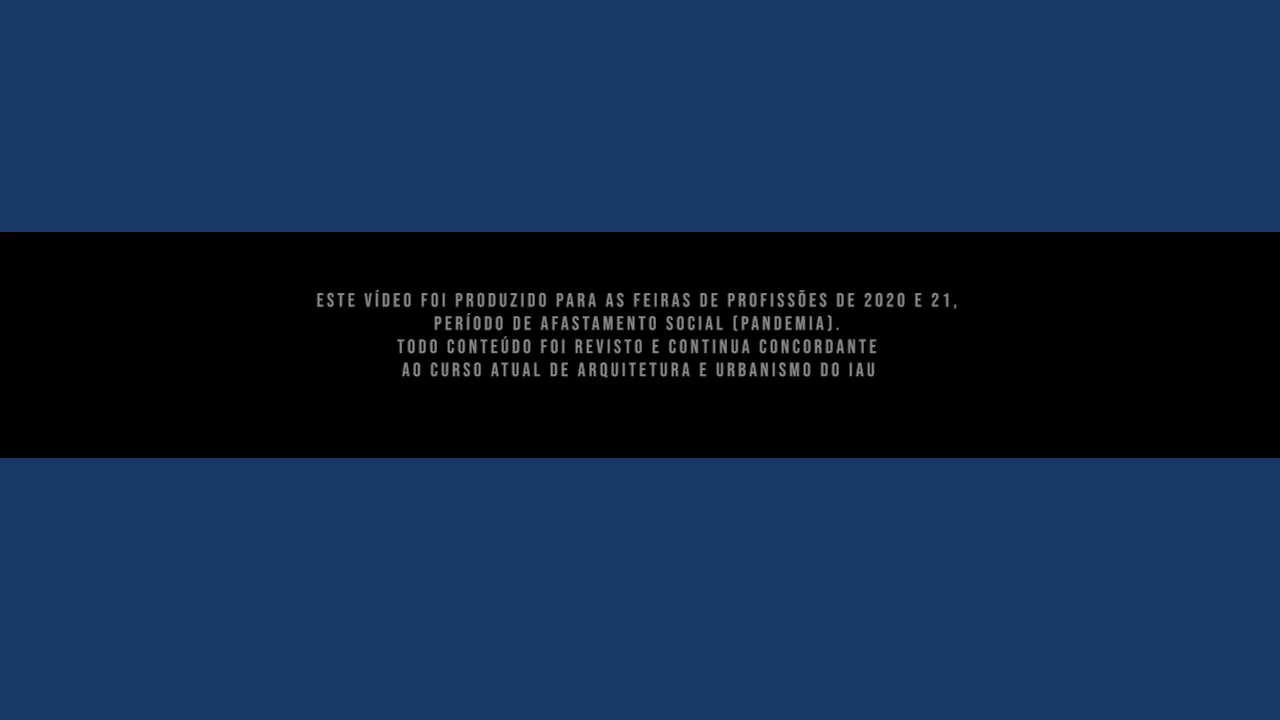 ESTE VÍDEO FOI PRODUZIDO PARA AS FEIRAS DE PROFISSÕES DE 2020 E 21,
PERÍODO DE AFASTAMENTO SOCIAL (PANDEMIA).
TODO CONTEÚDO FOI REVISTO E CONTINUA CONCORDANTE
AO CURSO ATUAL DE ARQUITETURA E URBANISMO DO IAU